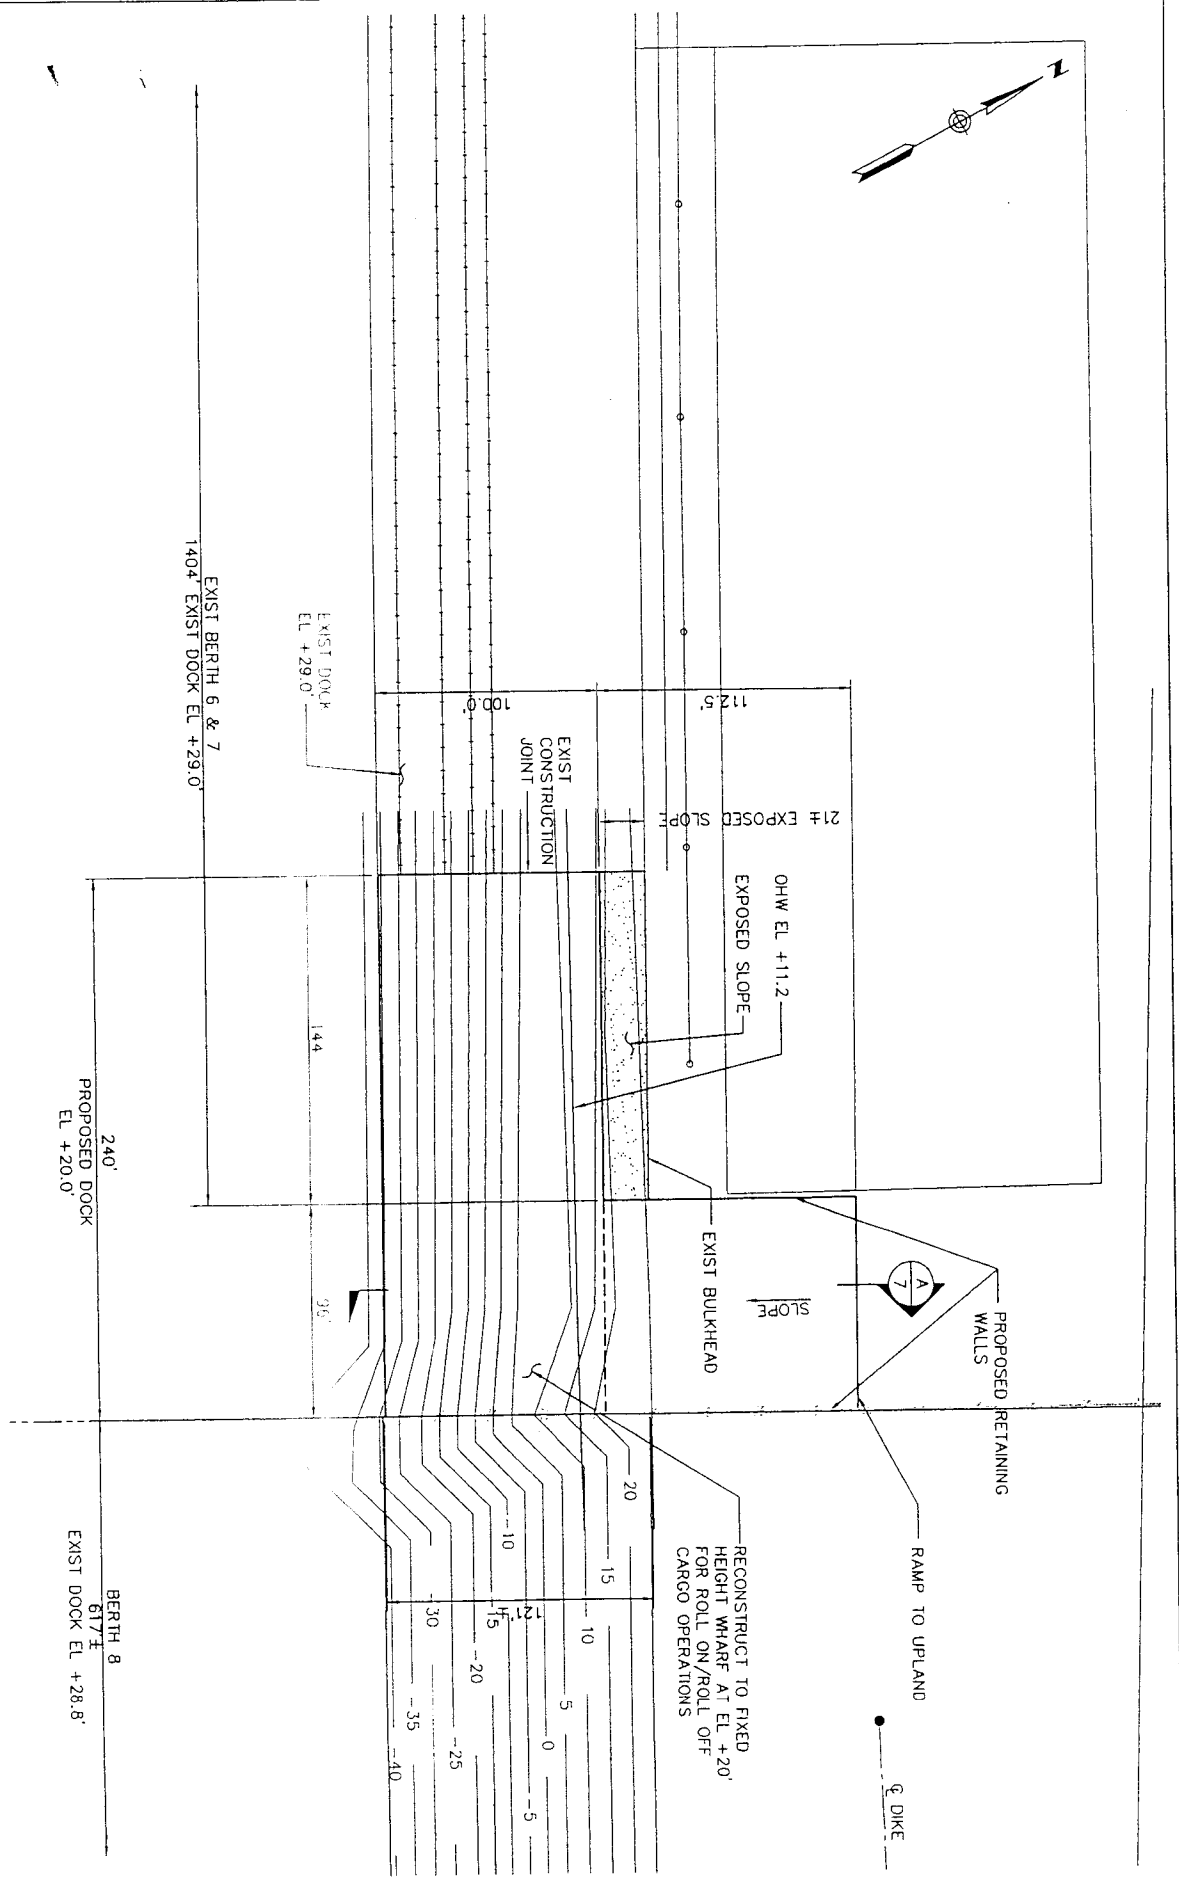 N
EXIST BERTH 6 & 7
1404' EXIST DOCK EL +29.0'
EXIST DOCK
EL +29.0'
100.0'
112.5'
EXIST
CONSTRUCTION
JOINT
21± EXPOSED SLOPE
OHW EL +11.2
EXPOSED SLOPE
144
96'
240'
PROPOSED DOCK
EL +20.0'
EXIST BULKHEAD
SLOPE
A
7
PROPOSED RETAINING
WALLS
RAMP TO UPLAND
RECONSTRUCT TO FIXED
HEIGHT WHARF AT EL +20'
FOR ROLL ON/ROLL OFF
CARGO OPERATIONS
℄ DIKE
20
15
10
5
0
-5
-10
-15
-20
-25
-30
-35
-40
121'±
BERTH 8
617'±
EXIST DOCK EL +28.8'